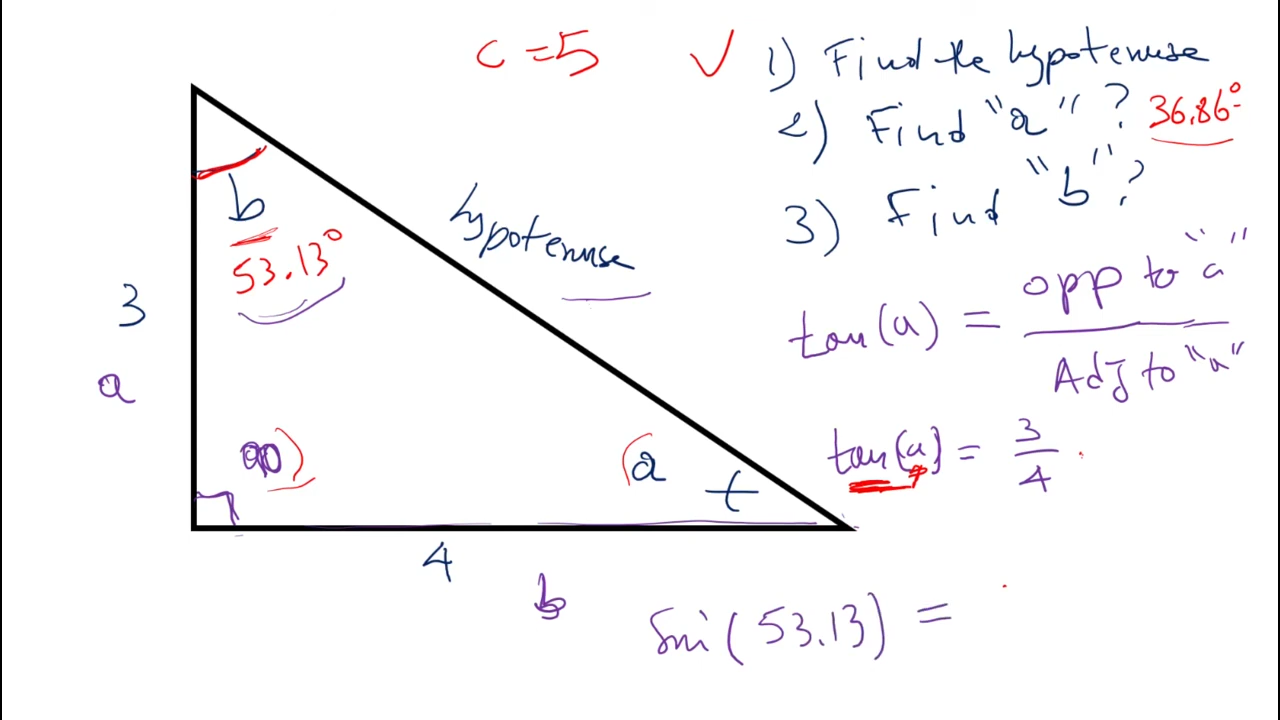 c = 5
✓ 1) Find the hypotenuse
2) Find "a" ? 36.86°
3) Find "b" ?
b
53.13°
hypotenuse
3
a
90
a
t
4
b
tan(a) = opp to "a" / Adj to "a"
tan(a) = 3/4
Sin(53.13) =